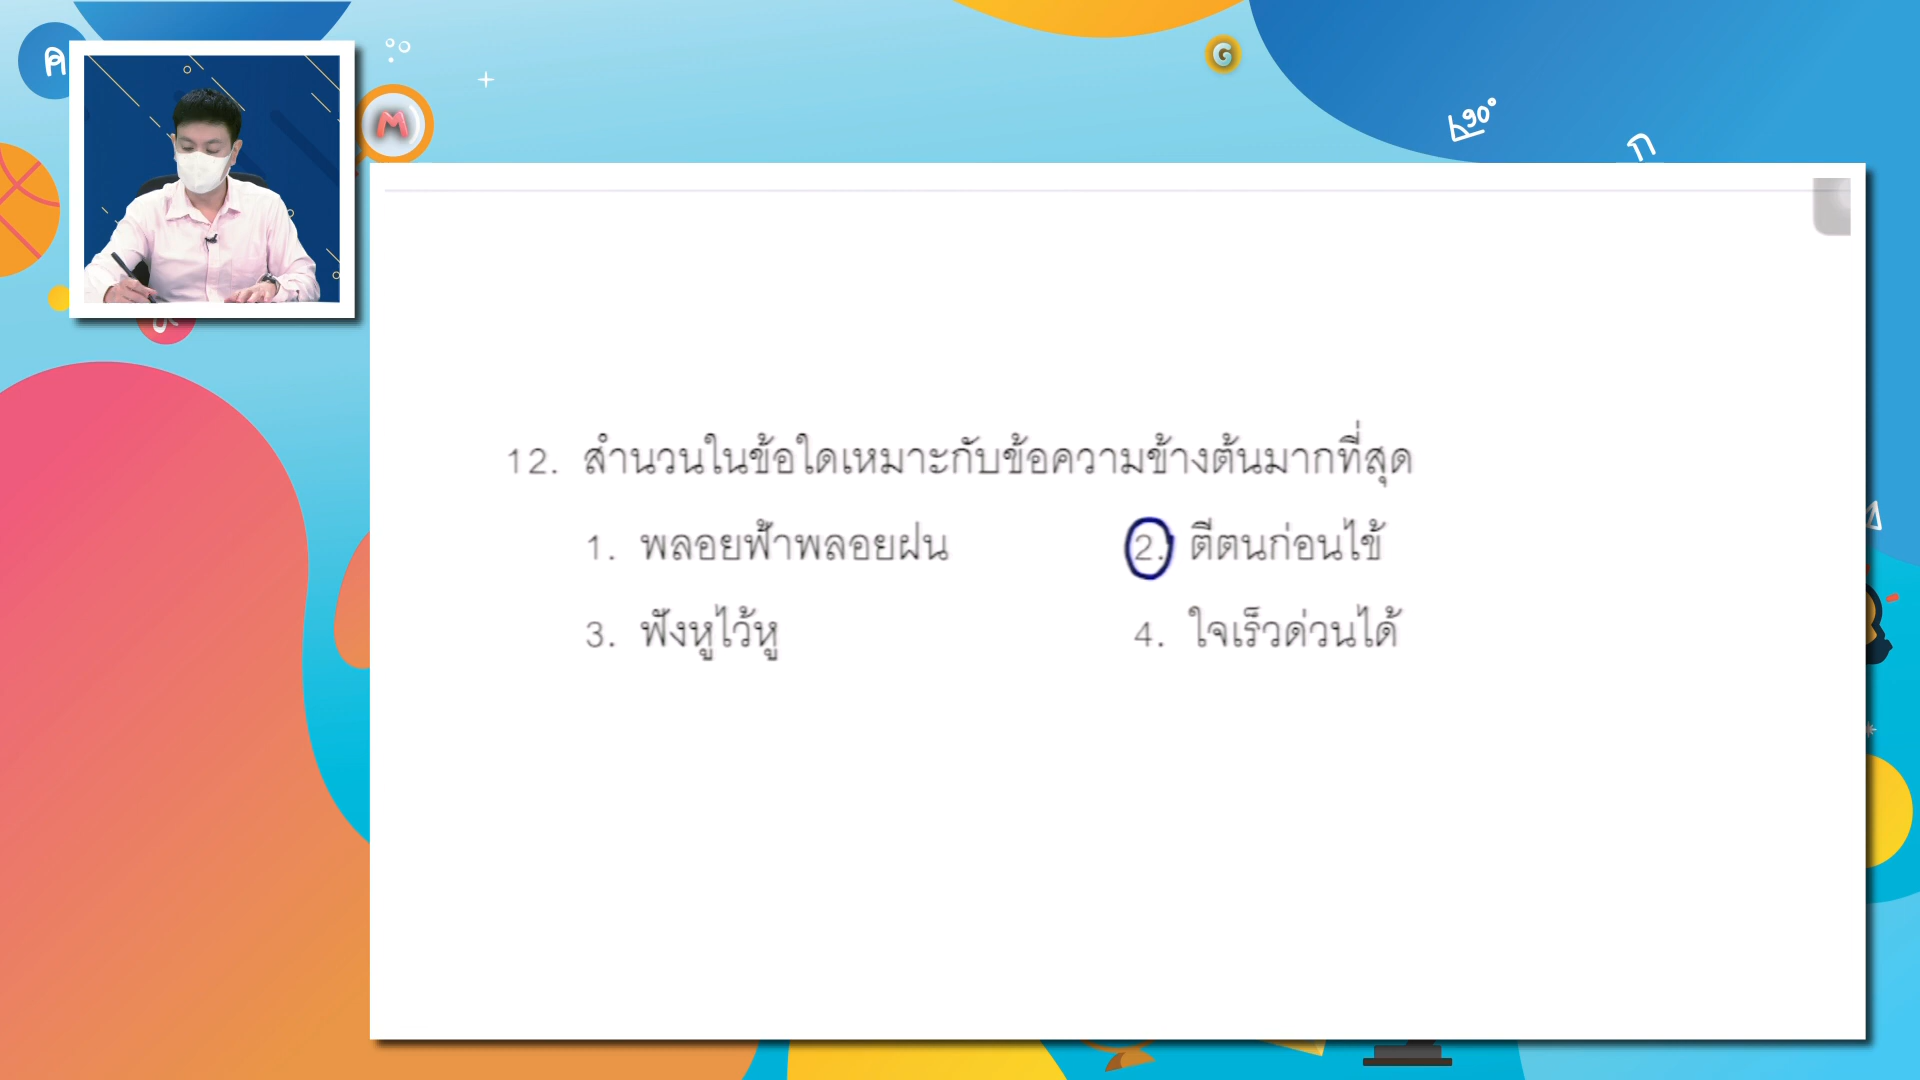 ค
M
G
90°
ก
12. สำนวนในข้อใดเหมาะกับข้อความข้างต้นมากที่สุด
1. พลอยฟ้าพลอยฝน
2. ตีตนก่อนไข้
3. ฟังหูไว้หู
4. ใจเร็วด่วนได้